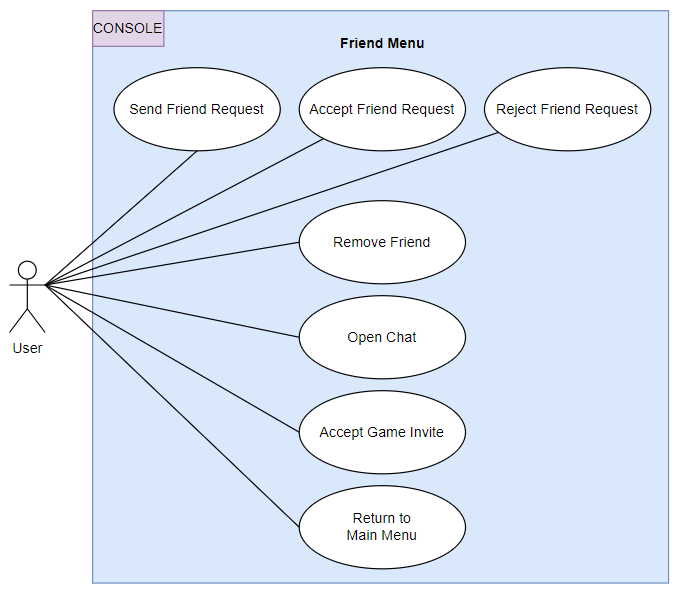 CONSOLE
Friend Menu
Send Friend Request
Accept Friend Request
Reject Friend Request
Remove Friend
Open Chat
User
Accept Game Invite
Return to
Main Menu